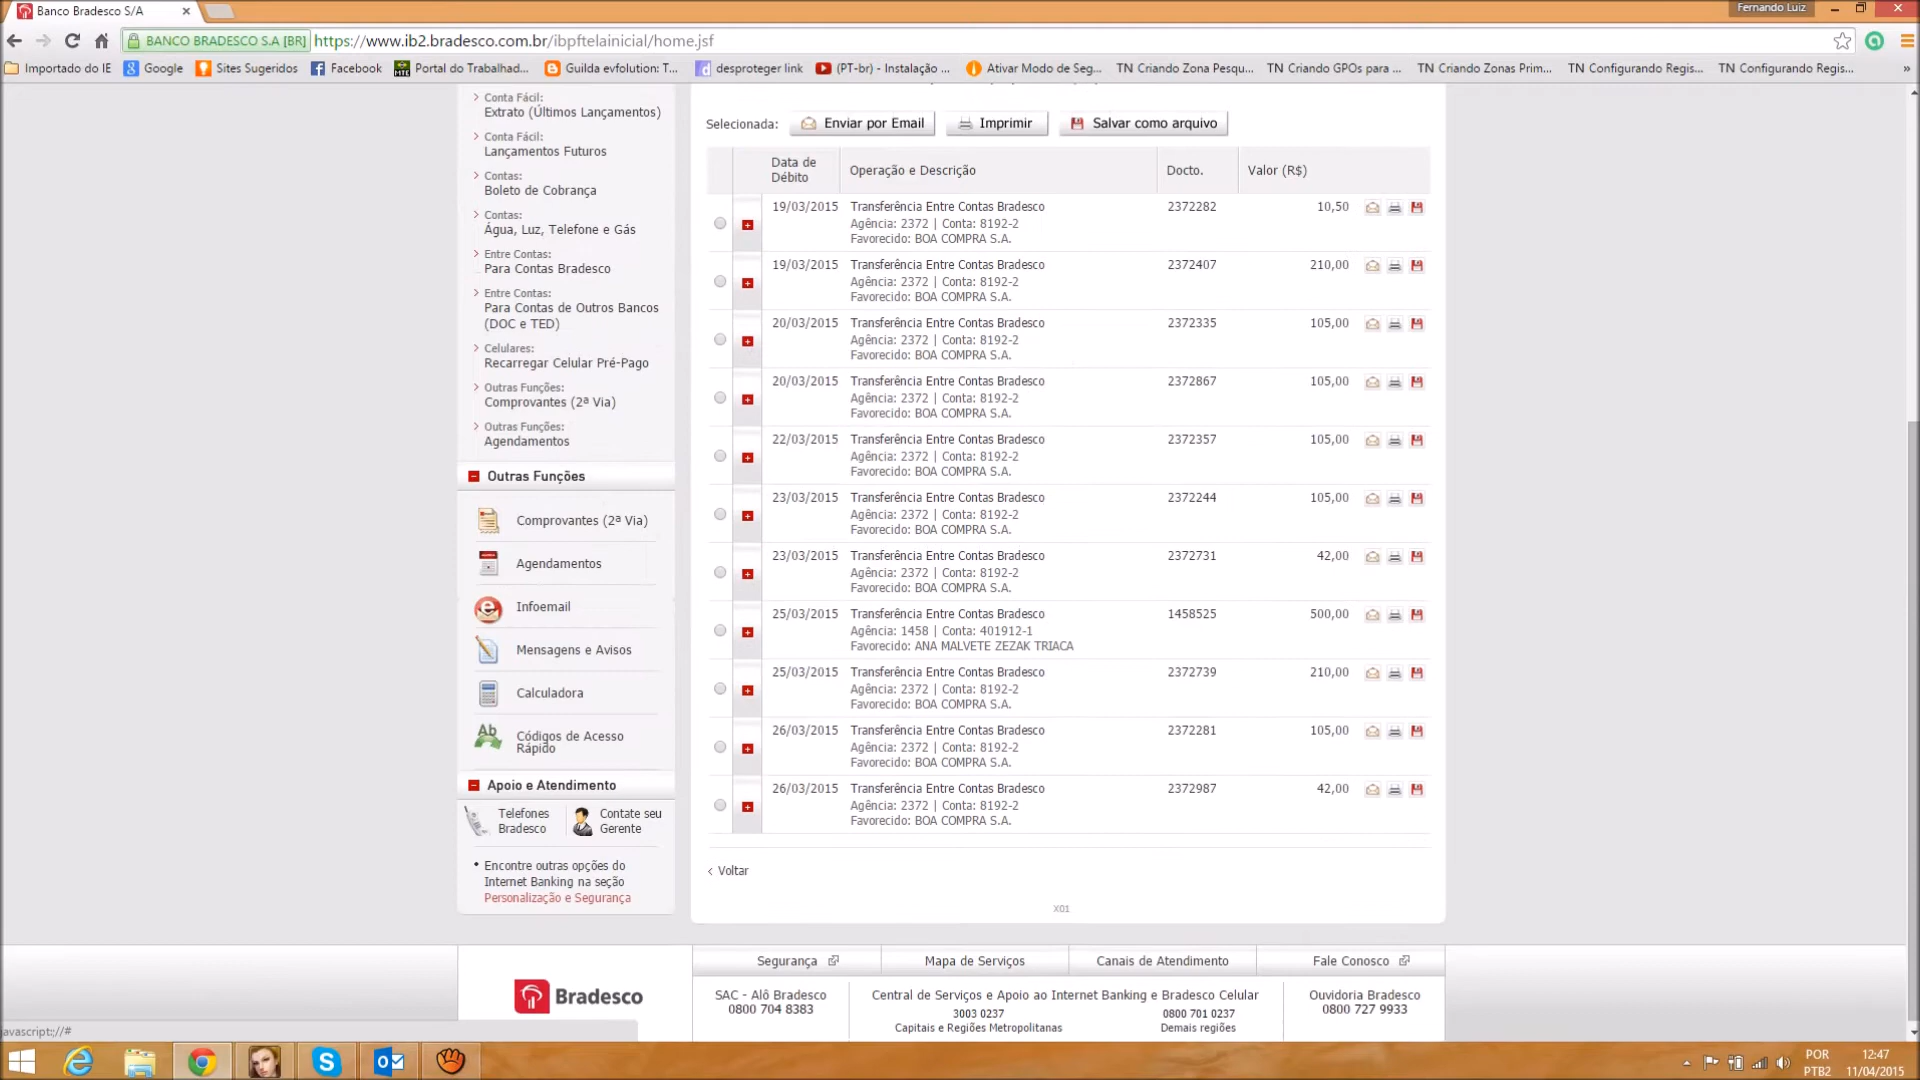 Banco Bradesco S/A
Fernando Luiz
BANCO BRADESCO S.A [BR] https://www.ib2.bradesco.com.br/ibpftelainicial/home.jsf
Importado do IE Google Sites Sugeridos Facebook Portal do Trabalhad... Guilda evfolution: T... desproteger link (PT-br) - Instalação ... Ativar Modo de Seg... TN Criando Zona Pesqu... TN Criando GPOs para ... TN Criando Zonas Prim... TN Configurando Regis... TN Configurando Regis... »
Conta Fácil:
Extrato (Últimos Lançamentos)
Conta Fácil:
Lançamentos Futuros
Contas:
Boleto de Cobrança
Contas:
Água, Luz, Telefone e Gás
Entre Contas:
Para Contas Bradesco
Entre Contas:
Para Contas de Outros Bancos
(DOC e TED)
Celulares:
Recarregar Celular Pré-Pago
Outras Funções:
Comprovantes (2ª Via)
Outras Funções:
Agendamentos
Outras Funções
Comprovantes (2ª Via)
Agendamentos
Infoemail
Mensagens e Avisos
Calculadora
Códigos de Acesso
Rápido
Apoio e Atendimento
Telefones
Bradesco
Contate seu
Gerente
• Encontre outras opções do
Internet Banking na seção
Personalização e Segurança
Selecionada: Enviar por Email Imprimir Salvar como arquivo
Data de
Débito
Operação e Descrição Docto. Valor (R$)
19/03/2015 Transferência Entre Contas Bradesco 2372282 10,50
Agência: 2372 | Conta: 8192-2
Favorecido: BOA COMPRA S.A.
19/03/2015 Transferência Entre Contas Bradesco 2372407 210,00
Agência: 2372 | Conta: 8192-2
Favorecido: BOA COMPRA S.A.
20/03/2015 Transferência Entre Contas Bradesco 2372335 105,00
Agência: 2372 | Conta: 8192-2
Favorecido: BOA COMPRA S.A.
20/03/2015 Transferência Entre Contas Bradesco 2372867 105,00
Agência: 2372 | Conta: 8192-2
Favorecido: BOA COMPRA S.A.
22/03/2015 Transferência Entre Contas Bradesco 2372357 105,00
Agência: 2372 | Conta: 8192-2
Favorecido: BOA COMPRA S.A.
23/03/2015 Transferência Entre Contas Bradesco 2372244 105,00
Agência: 2372 | Conta: 8192-2
Favorecido: BOA COMPRA S.A.
23/03/2015 Transferência Entre Contas Bradesco 2372731 42,00
Agência: 2372 | Conta: 8192-2
Favorecido: BOA COMPRA S.A.
25/03/2015 Transferência Entre Contas Bradesco 1458525 500,00
Agência: 1458 | Conta: 401912-1
Favorecido: ANA MALVETE ZEZAK TRIACA
25/03/2015 Transferência Entre Contas Bradesco 2372739 210,00
Agência: 2372 | Conta: 8192-2
Favorecido: BOA COMPRA S.A.
26/03/2015 Transferência Entre Contas Bradesco 2372281 105,00
Agência: 2372 | Conta: 8192-2
Favorecido: BOA COMPRA S.A.
26/03/2015 Transferência Entre Contas Bradesco 2372987 42,00
Agência: 2372 | Conta: 8192-2
Favorecido: BOA COMPRA S.A.
Voltar
X01
Segurança Mapa de Serviços Canais de Atendimento Fale Conosco
Bradesco
SAC - Alô Bradesco
0800 704 8383
Central de Serviços e Apoio ao Internet Banking e Bradesco Celular
3003 0237 0800 701 0237
Capitais e Regiões Metropolitanas Demais regiões
Ouvidoria Bradesco
0800 727 9933
avascript://#
POR
PTB2
12:47
11/04/2015